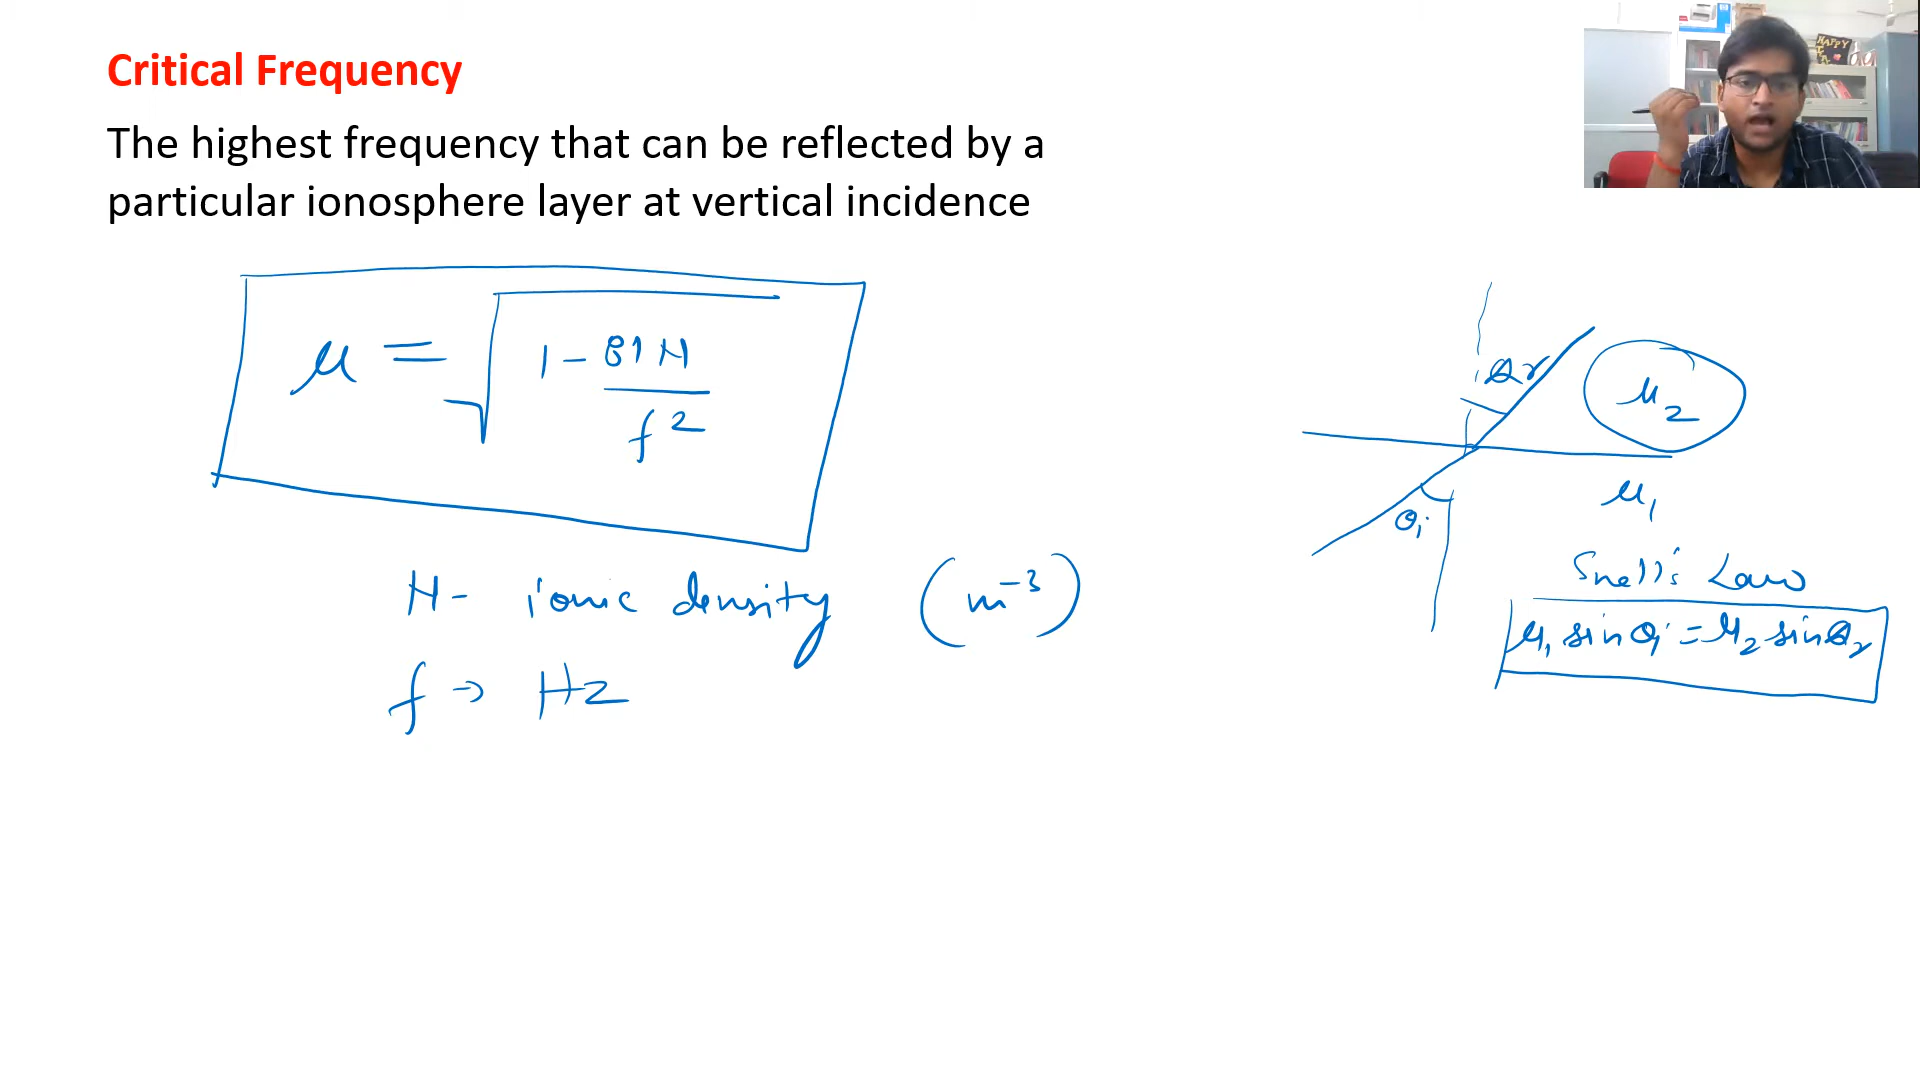 Critical Frequency
The highest frequency that can be reflected by a
particular ionosphere layer at vertical incidence
μ = √(1 - 81N / f²)
N - ionic density (m⁻³)
f → Hz
θr
μ2
μ1
θi
Snell's Law
μ1 sinθi = μ2 sinθr
HAPPY